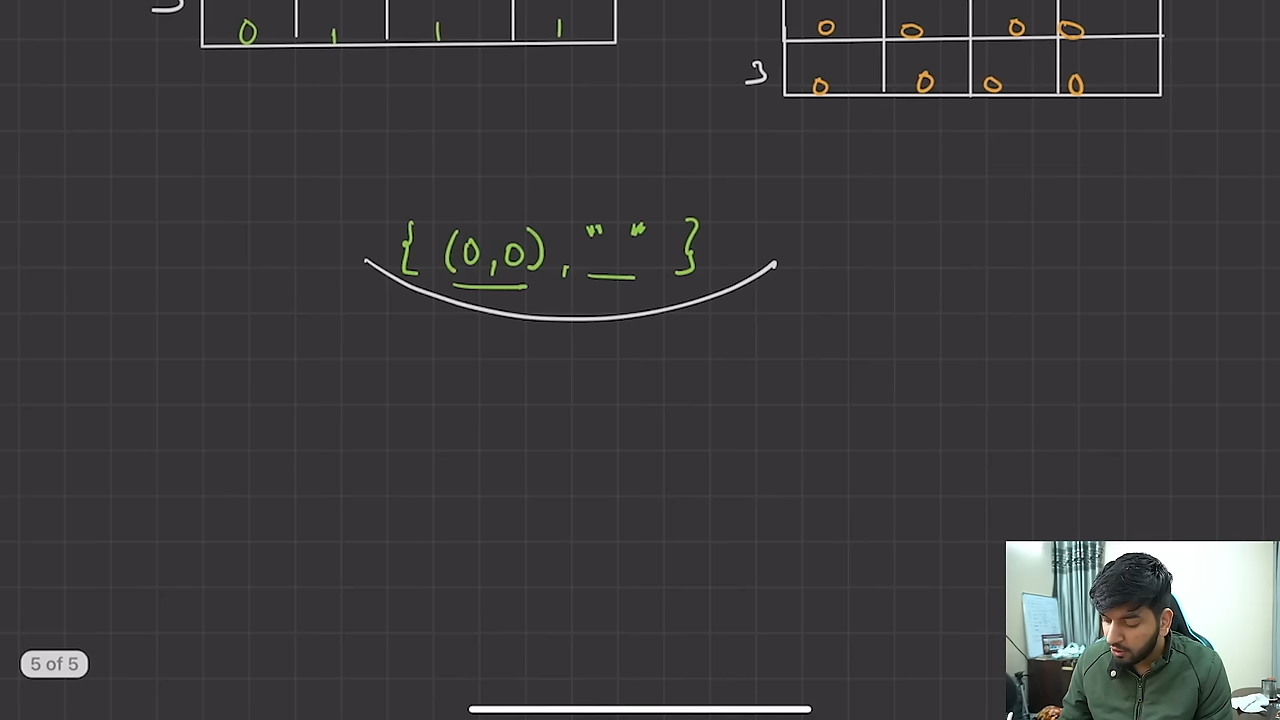 0 1 1 1
0 0 0 0
3 0 0 0 0
{ (0,0), " " }
5 of 5